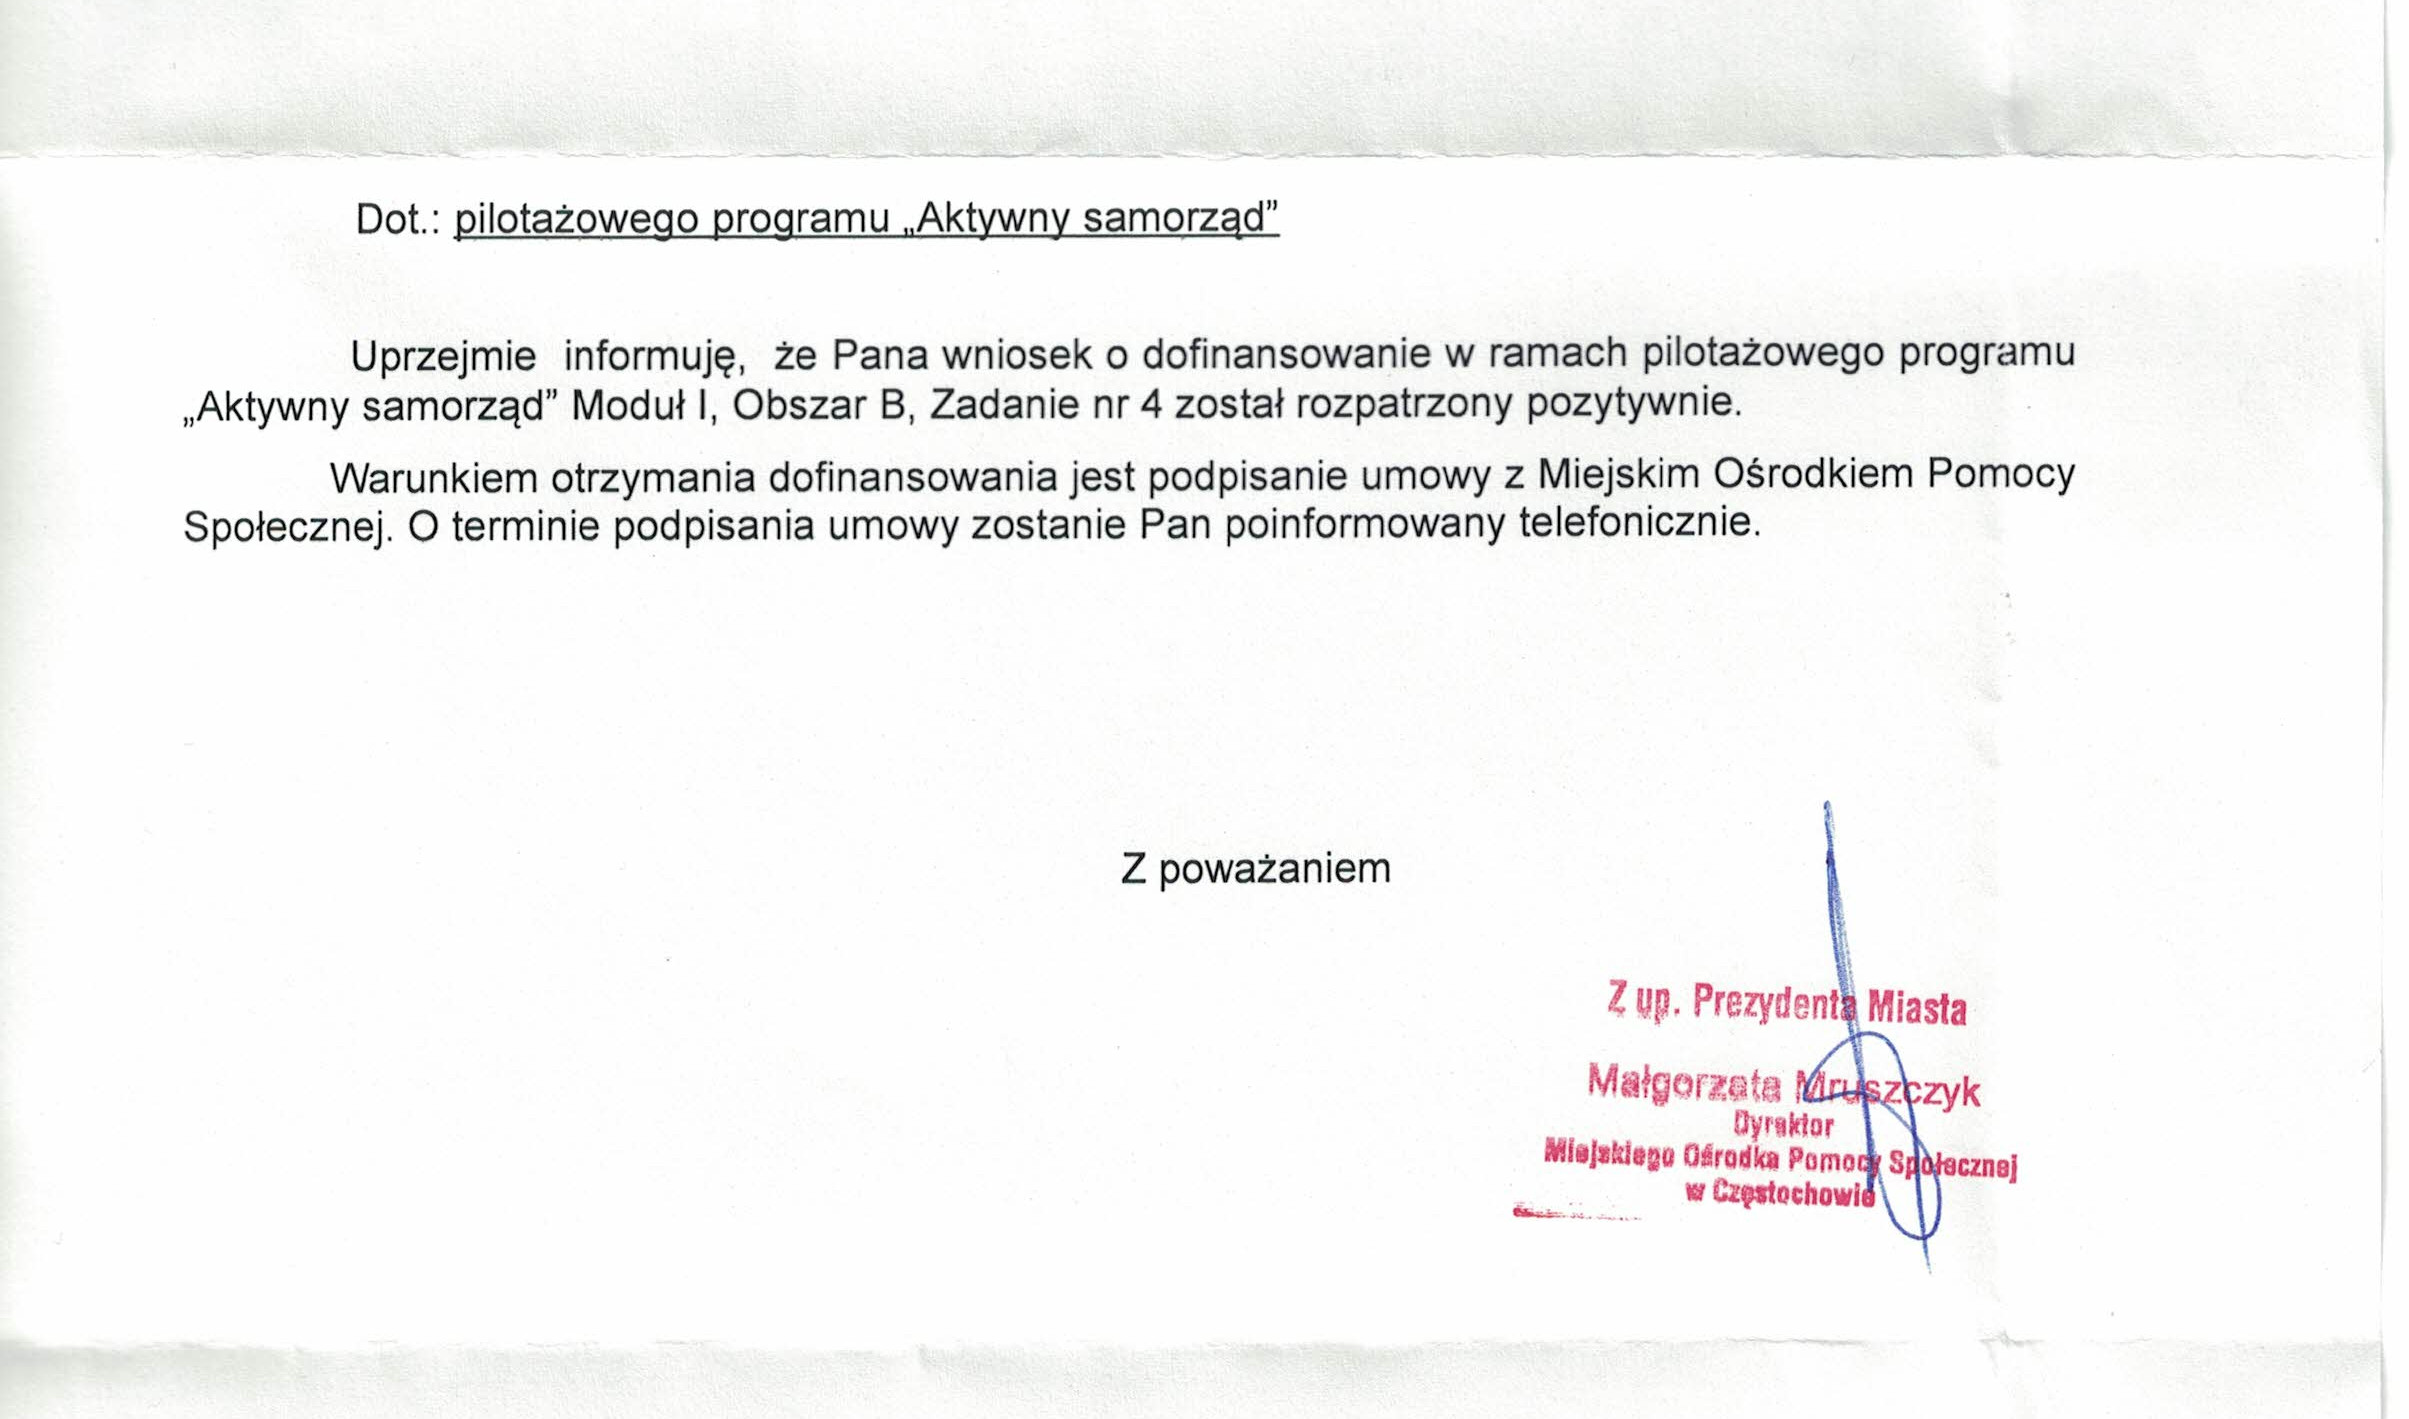 Dot.: pilotażowego programu „Aktywny samorząd”
Uprzejmie informuję, że Pana wniosek o dofinansowanie w ramach pilotażowego programu
„Aktywny samorząd” Moduł I, Obszar B, Zadanie nr 4 został rozpatrzony pozytywnie.
Warunkiem otrzymania dofinansowania jest podpisanie umowy z Miejskim Ośrodkiem Pomocy
Społecznej. O terminie podpisania umowy zostanie Pan poinformowany telefonicznie.
Z poważaniem
Z up. Prezydenta Miasta
Małgorzata Mruszczyk
Dyrektor
Miejskiego Ośrodka Pomocy Społecznej
w Częstochowie